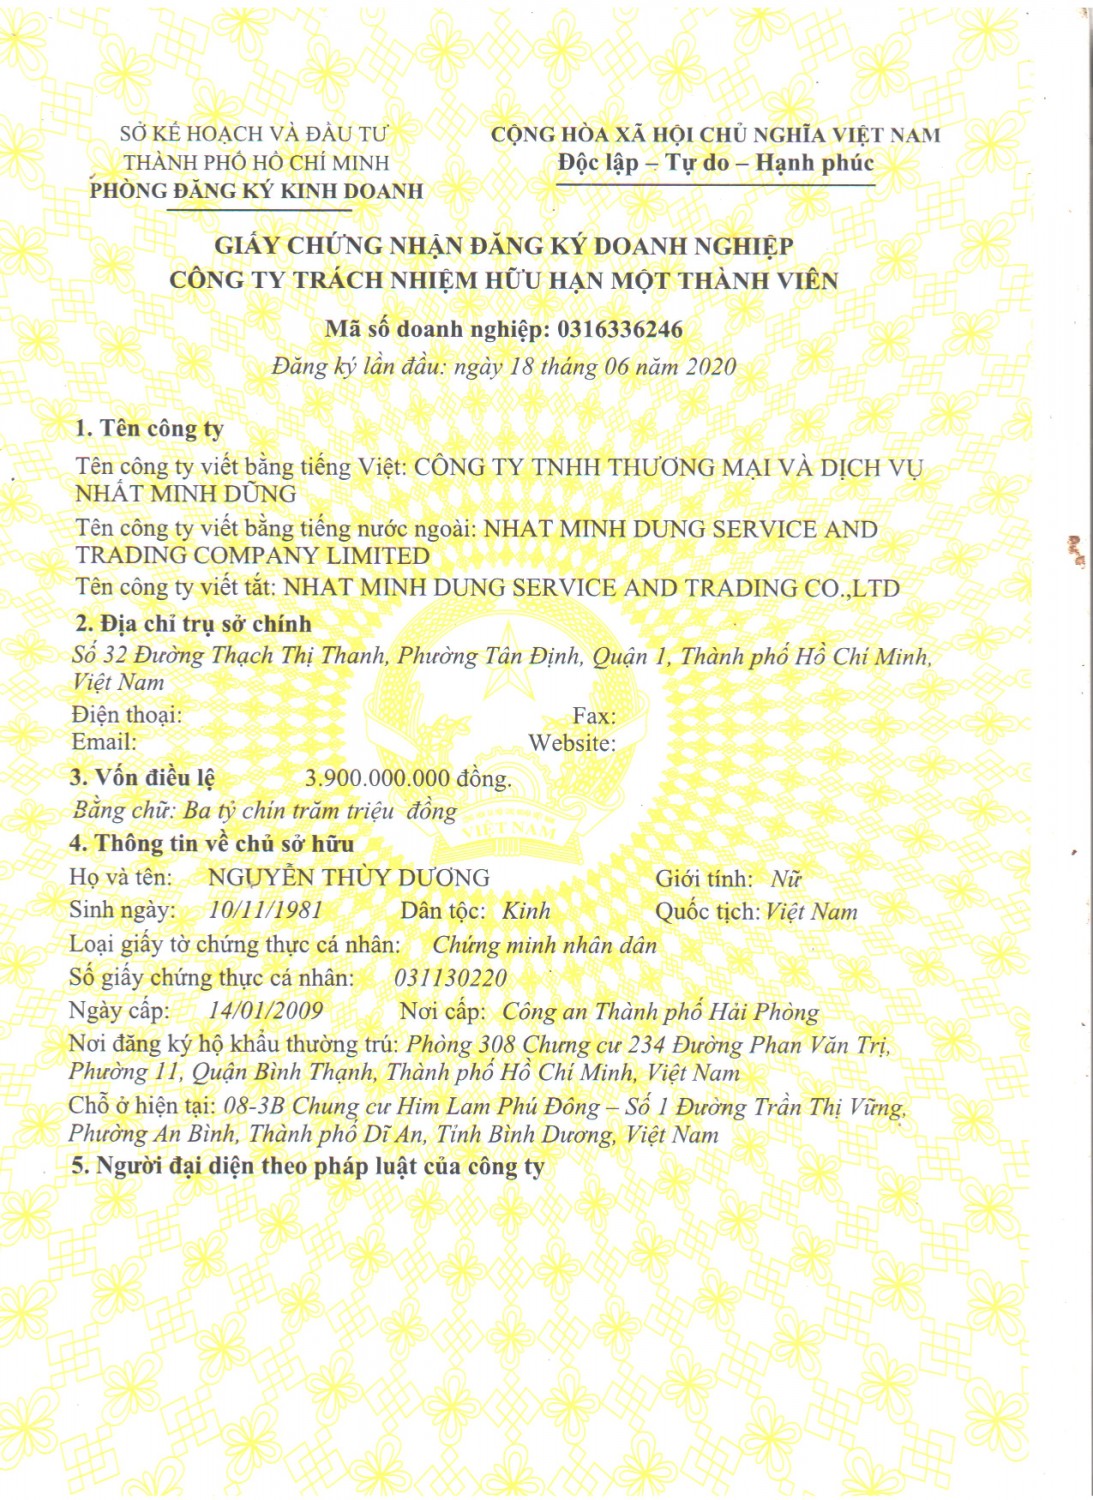 SỞ KẾ HOẠCH VÀ ĐẦU TƯ
THÀNH PHỐ HỒ CHÍ MINH
PHÒNG ĐĂNG KÝ KINH DOANH
CỘNG HÒA XÃ HỘI CHỦ NGHĨA VIỆT NAM
Độc lập – Tự do – Hạnh phúc
GIẤY CHỨNG NHẬN ĐĂNG KÝ DOANH NGHIỆP
CÔNG TY TRÁCH NHIỆM HỮU HẠN MỘT THÀNH VIÊN
Mã số doanh nghiệp: 0316336246
Đăng ký lần đầu: ngày 18 tháng 06 năm 2020
1. Tên công ty
Tên công ty viết bằng tiếng Việt: CÔNG TY TNHH THƯƠNG MẠI VÀ DỊCH VỤ
NHẤT MINH DŨNG
Tên công ty viết bằng tiếng nước ngoài: NHAT MINH DUNG SERVICE AND
TRADING COMPANY LIMITED
Tên công ty viết tắt: NHAT MINH DUNG SERVICE AND TRADING CO.,LTD
2. Địa chỉ trụ sở chính
Số 32 Đường Thạch Thị Thanh, Phường Tân Định, Quận 1, Thành phố Hồ Chí Minh,
Việt Nam
Điện thoại: Fax:
Email: Website:
3. Vốn điều lệ 3.900.000.000 đồng.
Bằng chữ: Ba tỷ chín trăm triệu đồng
VIỆT NAM
4. Thông tin về chủ sở hữu
Họ và tên: NGUYỄN THÙY DƯƠNG Giới tính: Nữ
Sinh ngày: 10/11/1981 Dân tộc: Kinh Quốc tịch: Việt Nam
Loại giấy tờ chứng thực cá nhân: Chứng minh nhân dân
Số giấy chứng thực cá nhân: 031130220
Ngày cấp: 14/01/2009 Nơi cấp: Công an Thành phố Hải Phòng
Nơi đăng ký hộ khẩu thường trú: Phòng 308 Chưng cư 234 Đường Phan Văn Trị,
Phường 11, Quận Bình Thạnh, Thành phố Hồ Chí Minh, Việt Nam
Chỗ ở hiện tại: 08-3B Chung cư Him Lam Phú Đông – Số 1 Đường Trần Thị Vững,
Phường An Bình, Thành phố Dĩ An, Tỉnh Bình Dương, Việt Nam
5. Người đại diện theo pháp luật của công ty